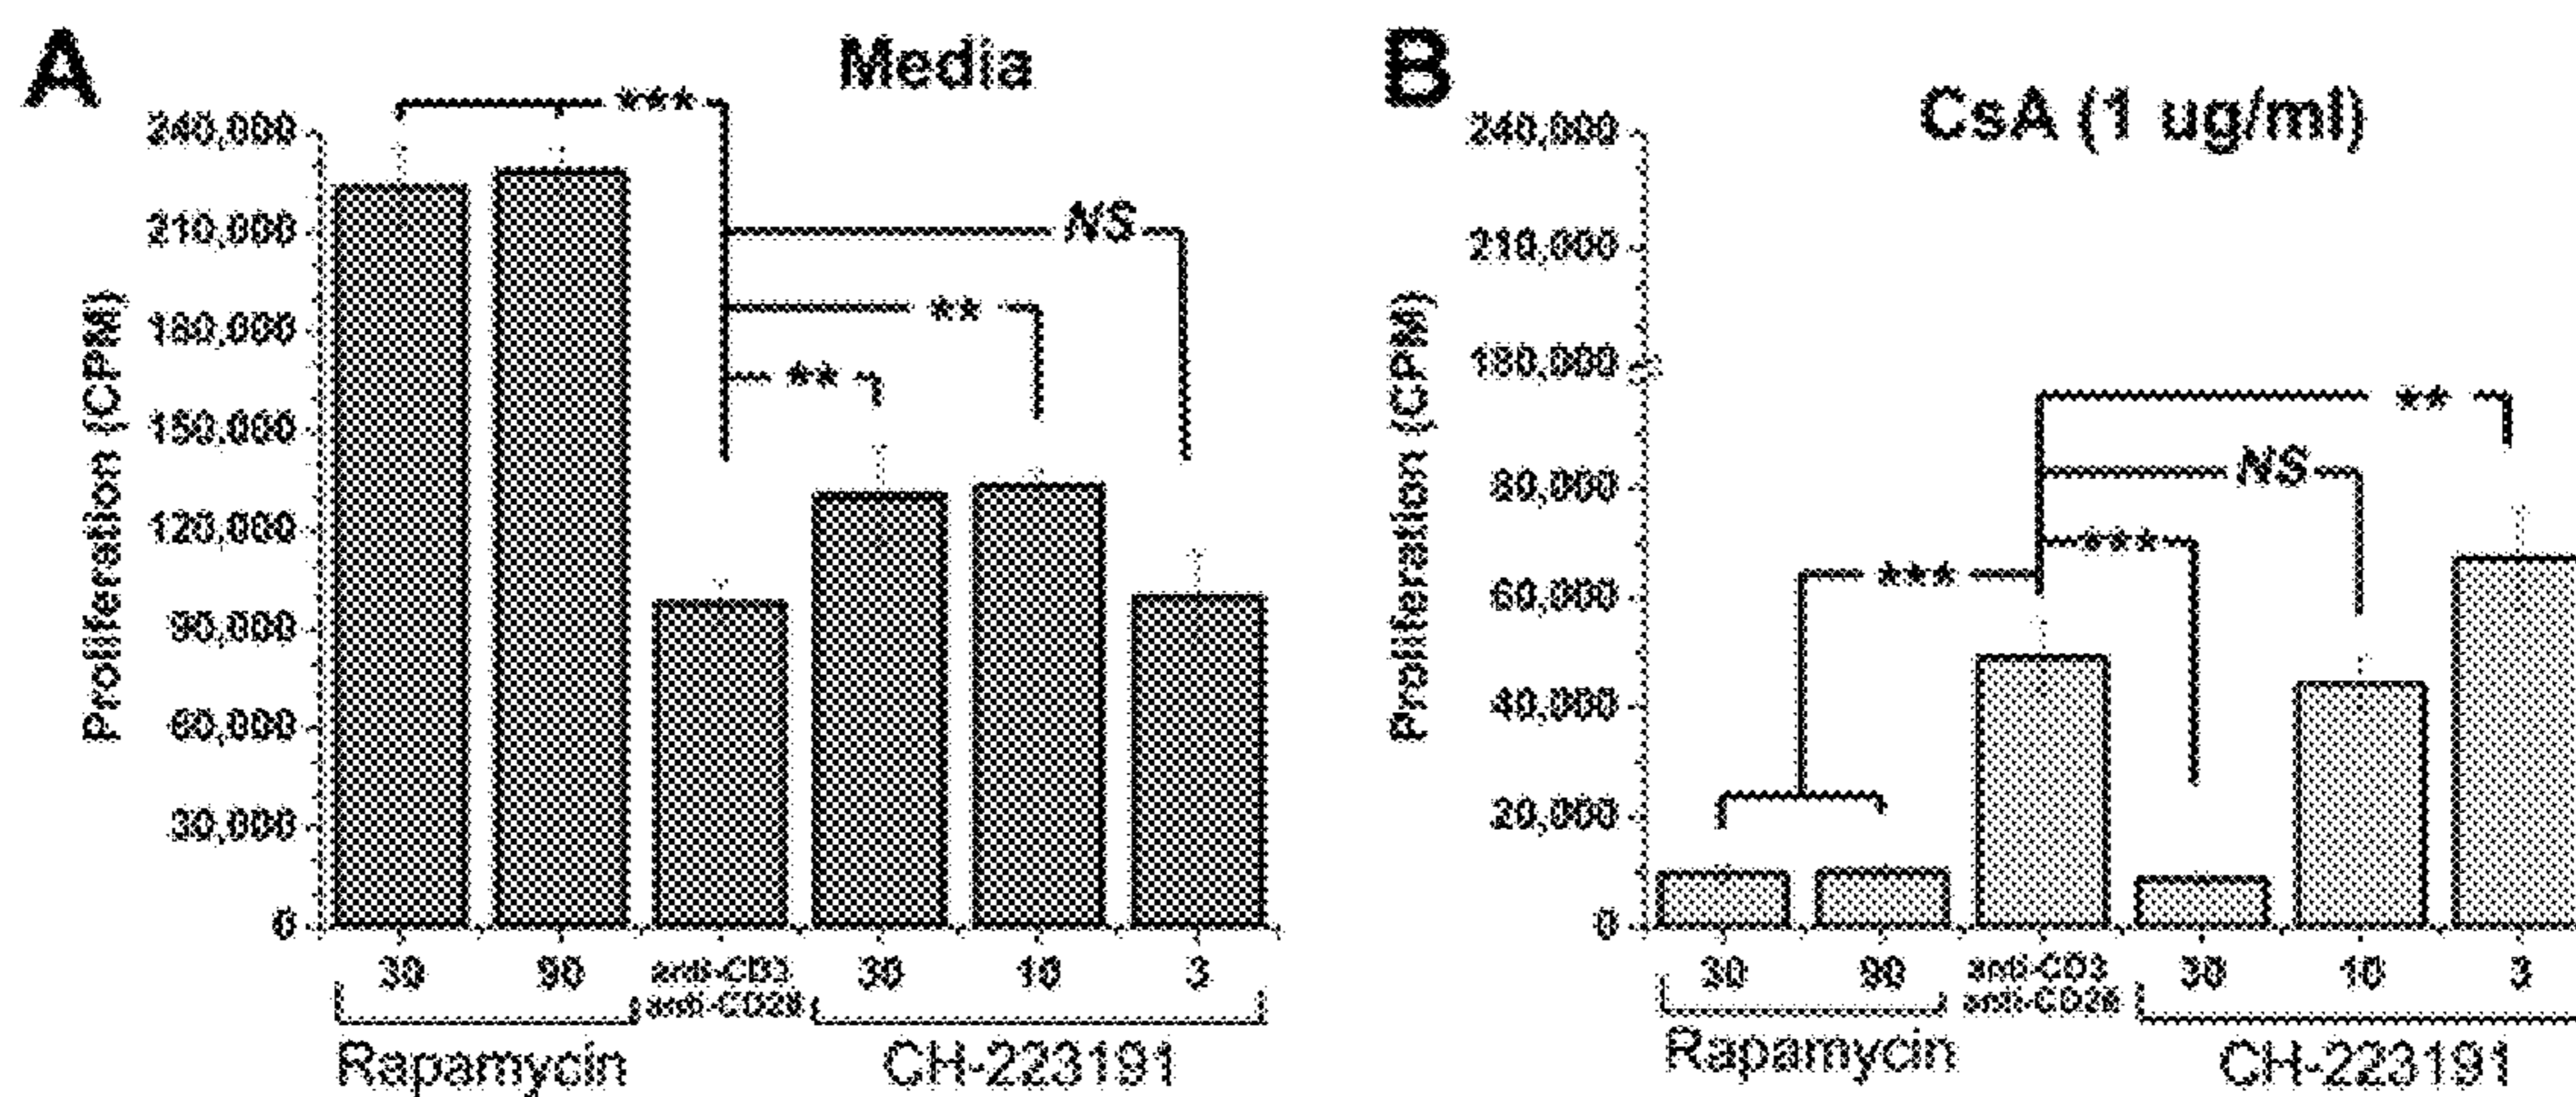 A
Media
***
NS
**
**
Proliferation (CPM)
240,000
210,000
180,000
150,000
120,000
90,000
60,000
30,000
0
30
90
anti-CD3
anti-CD28
30
10
3
Rapamycin
CH-223191
B
CsA (1 ug/ml)
**
NS
***
***
Proliferation (CPM)
240,000
210,000
180,000
80,000
60,000
40,000
20,000
0
30
90
anti-CD3
anti-CD28
30
10
3
Rapamycin
CH-223191